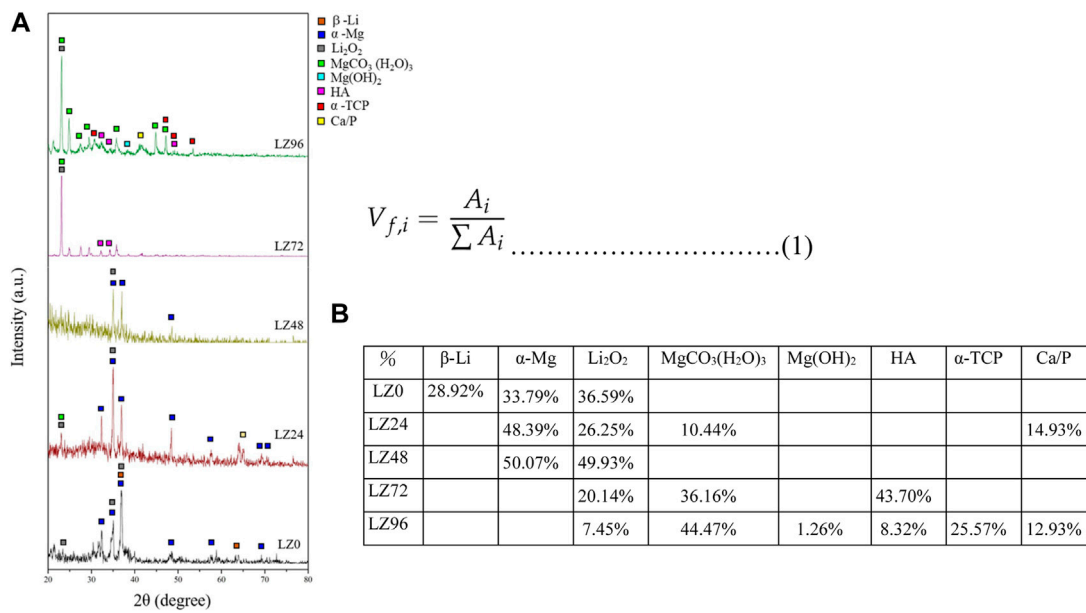 A
β-Li
α-Mg
Li₂O₂
MgCO₃ (H₂O)₃
Mg(OH)₂
HA
α-TCP
Ca/P
LZ96
LZ72
LZ48
LZ24
LZ0
Intensity (a.u.)
20 30 40 50 60 70 80
2θ (degree)
V_{f,i} = A_i / ∑ A_i ..............................(1)
B
% β-Li α-Mg Li₂O₂ MgCO₃(H₂O)₃ Mg(OH)₂ HA α-TCP Ca/P
LZ0 28.92% 33.79% 36.59%
LZ24 48.39% 26.25% 10.44% 14.93%
LZ48 50.07% 49.93%
LZ72 20.14% 36.16% 43.70%
LZ96 7.45% 44.47% 1.26% 8.32% 25.57% 12.93%